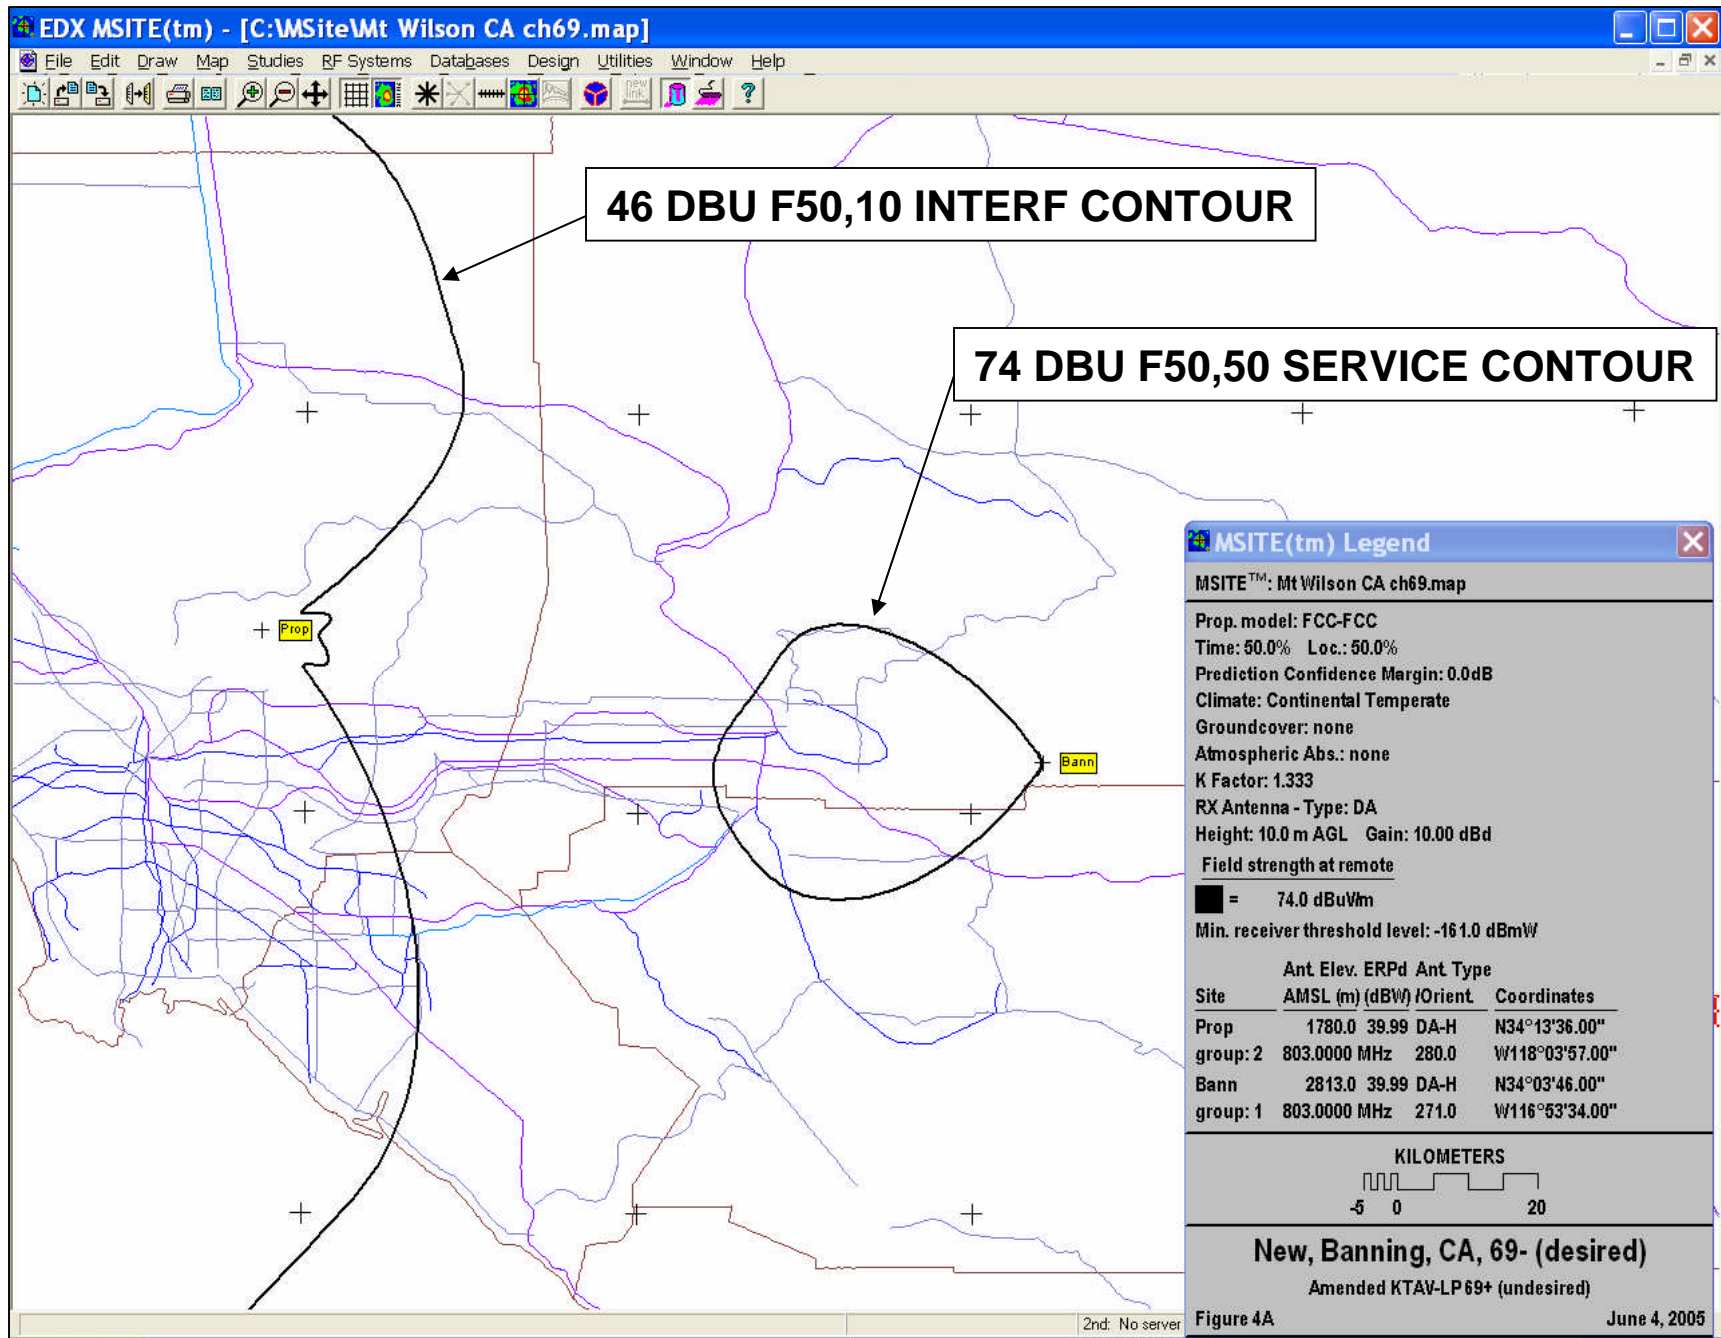 EDX MSITE(tm) - [C:\MSite\Mt Wilson CA ch69.map]
File Edit Draw Map Studies RF Systems Databases Design Utilities Window Help
new link
46 DBU F50,10 INTERF CONTOUR
74 DBU F50,50 SERVICE CONTOUR
Prop
Bann
MSITE(tm) Legend
MSITE™: Mt Wilson CA ch69.map
Prop. model: FCC-FCC
Time: 50.0% Loc.: 50.0%
Prediction Confidence Margin: 0.0dB
Climate: Continental Temperate
Groundcover: none
Atmospheric Abs.: none
K Factor: 1.333
RX Antenna - Type: DA
Height: 10.0 m AGL Gain: 10.00 dBd
Field strength at remote
= 74.0 dBuV/m
Min. receiver threshold level: -161.0 dBmW
Ant. Elev. ERPd Ant. Type
Site AMSL (m) (dBW) /Orient. Coordinates
Prop 1780.0 39.99 DA-H N34°13'36.00"
group: 2 803.0000 MHz 280.0 W118°03'57.00"
Bann 2813.0 39.99 DA-H N34°03'46.00"
group: 1 803.0000 MHz 271.0 W116°53'34.00"
KILOMETERS
-5 0 20
New, Banning, CA, 69- (desired)
Amended KTAV-LP 69+ (undesired)
Figure 4A June 4, 2005
2nd: No server